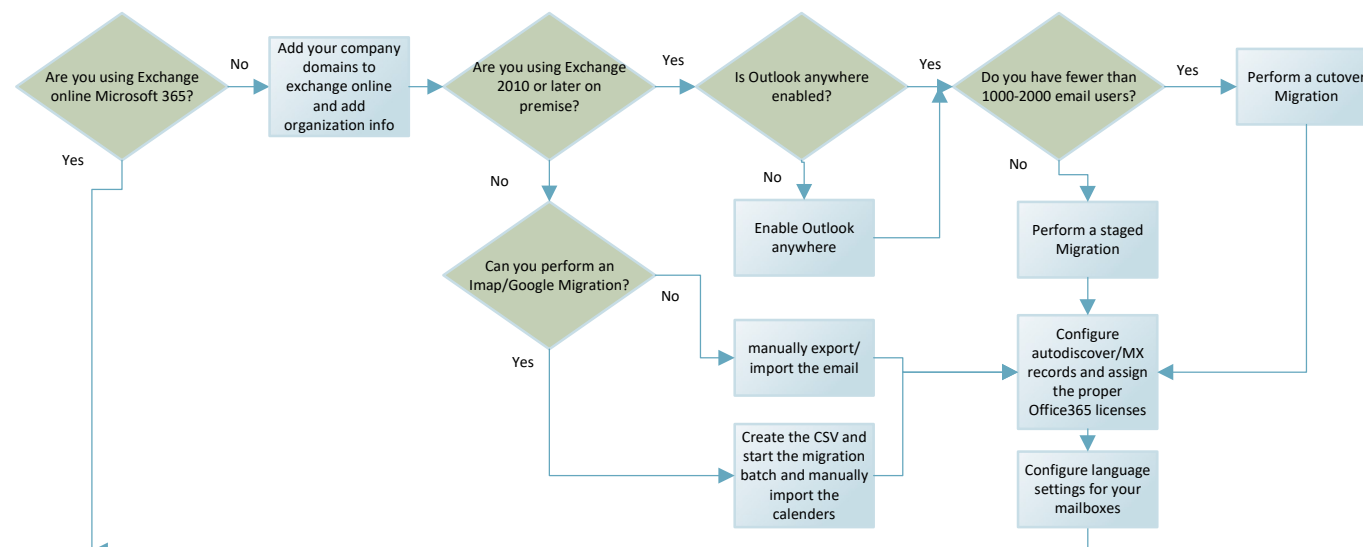 Are you using Exchange
online Microsoft 365?
No
Yes
Add your company
domains to
exchange online
and add
organization info
Are you using Exchange
2010 or later on
premise?
Yes
No
Is Outlook anywhere
enabled?
Yes
No
Do you have fewer than
1000-2000 email users?
Yes
No
Perform a cutover
Migration
Enable Outlook
anywhere
Perform a staged
Migration
Can you perform an
Imap/Google Migration?
No
Yes
manually export/
import the email
Configure
autodiscover/MX
records and assign
the proper
Office365 licenses
Create the CSV and
start the migration
batch and manually
import the
calenders
Configure language
settings for your
mailboxes